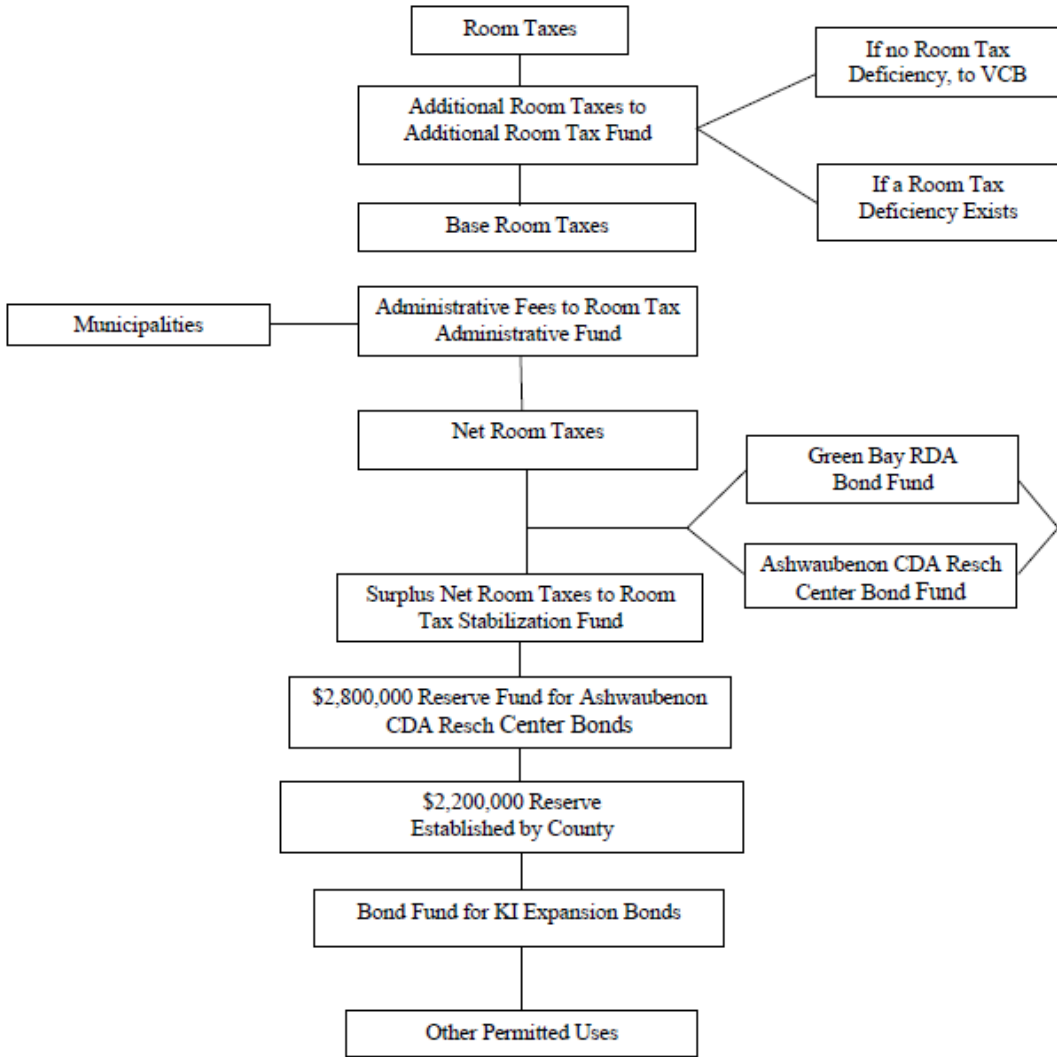 Room Taxes
If no Room Tax
Deficiency, to VCB
Additional Room Taxes to
Additional Room Tax Fund
If a Room Tax
Deficiency Exists
Base Room Taxes
Municipalities
Administrative Fees to Room Tax
Administrative Fund
Net Room Taxes
Green Bay RDA
Bond Fund
Ashwaubenon CDA Resch
Center Bond Fund
Surplus Net Room Taxes to Room
Tax Stabilization Fund
$2,800,000 Reserve Fund for Ashwaubenon
CDA Resch Center Bonds
$2,200,000 Reserve
Established by County
Bond Fund for KI Expansion Bonds
Other Permitted Uses